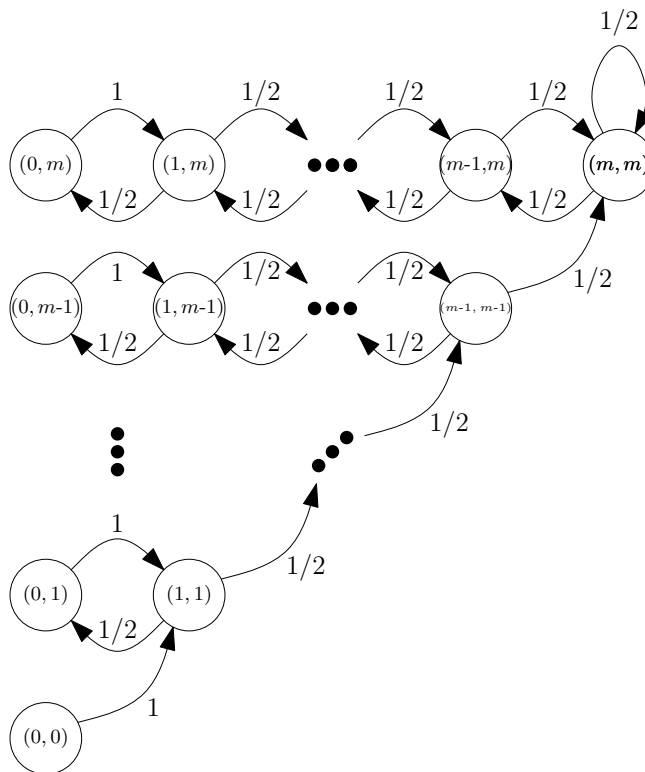 1/2
1 1/2 1/2 1/2
(0, m) (1, m) (m-1,m) (m, m)
1/2 1/2 1/2 1/2
1 1/2 1/2
(0, m-1) (1, m-1) (m-1, m-1) 1/2
1/2 1/2 1/2
1/2
1
(0, 1) (1, 1) 1/2
1/2
(0, 0) 1